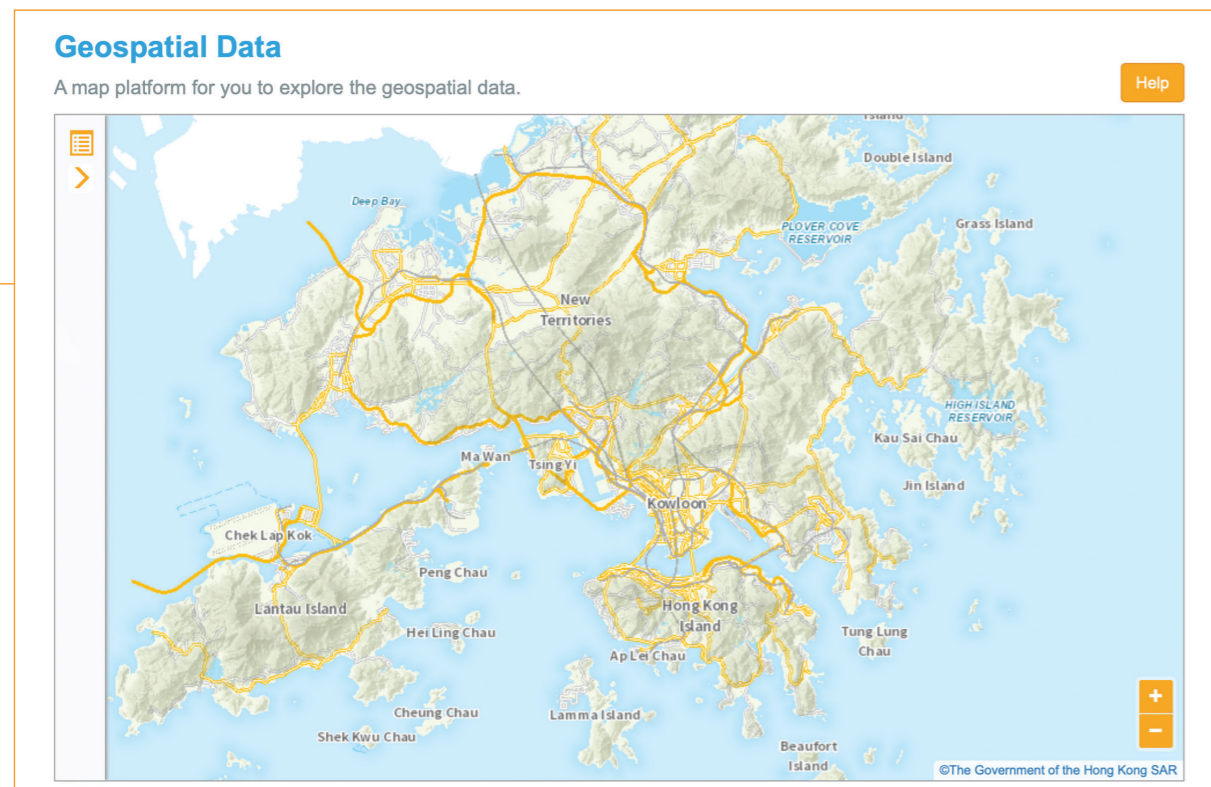 Geospatial Data
A map platform for you to explore the geospatial data.
Help
Island
Double Island
Deep Bay
PLOVER COVE
RESERVOIR
Grass Island
New
Territories
HIGH ISLAND
RESERVOIR
Kau Sai Chau
Ma Wan
Tsing Yi
Jin Island
Kowloon
Chek Lap Kok
Peng Chau
Lantau Island
Hong Kong
Island
Hei Ling Chau
Tung Lung
Chau
Ap Lei Chau
Cheung Chau
Lamma Island
Shek Kwu Chau
Beaufort
Island
+
−
©The Government of the Hong Kong SAR